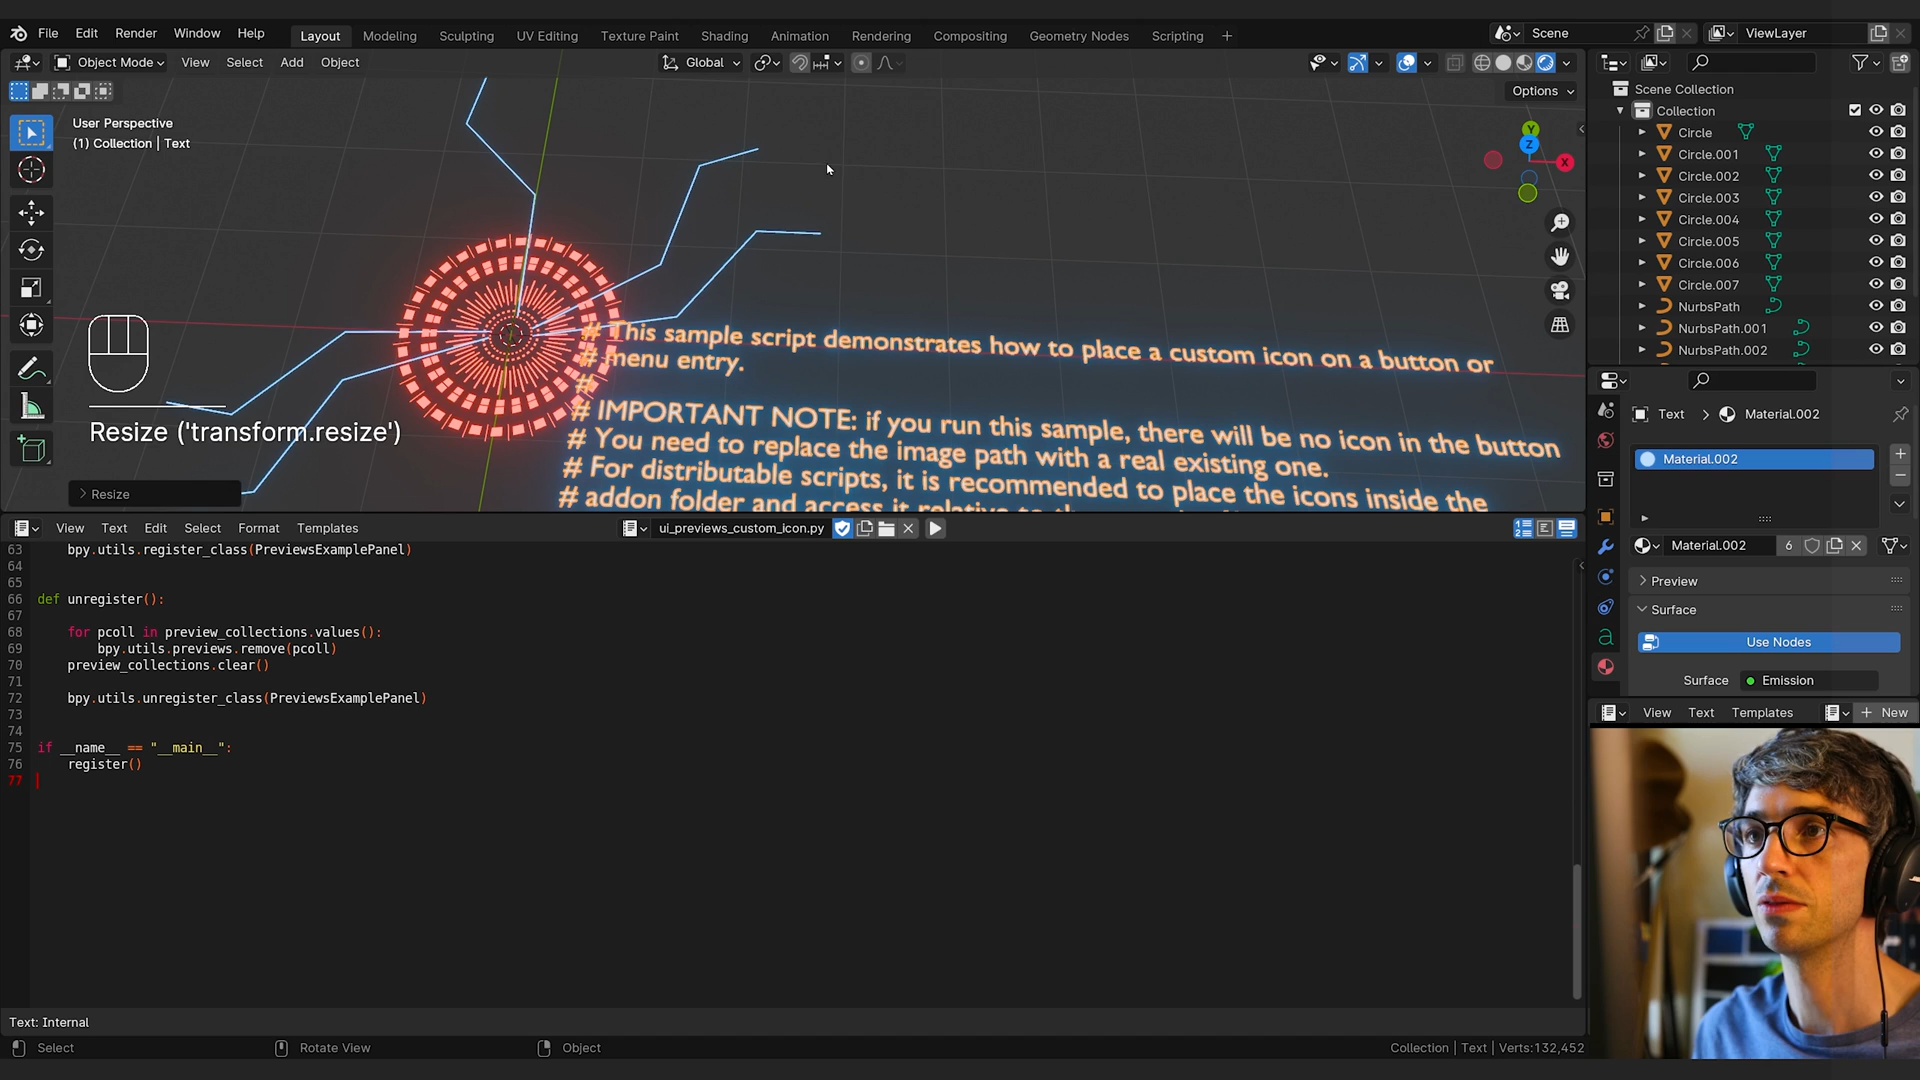 File Edit Render Window Help Layout Modeling Sculpting UV Editing Texture Paint Shading Animation Rendering Compositing Geometry Nodes Scripting + Scene ViewLayer
Object Mode View Select Add Object Global
Options
User Perspective
(1) Collection | Text
Y
Z
X
# This sample script demonstrates how to place a custom icon on a button or
# menu entry.
#
# IMPORTANT NOTE: if you run this sample, there will be no icon in the button
# You need to replace the image path with a real existing one.
# For distributable scripts, it is recommended to place the icons inside the
# addon folder and access it relative to
Resize ('transform.resize')
Resize
Scene Collection
Collection
Circle
Circle.001
Circle.002
Circle.003
Circle.004
Circle.005
Circle.006
Circle.007
NurbsPath
NurbsPath.001
NurbsPath.002
Text > Material.002
Material.002
Material.002 6
Preview
Surface
Use Nodes
Surface Emission
View Text Templates New
View Text Edit Select Format Templates ui_previews_custom_icon.py
63 bpy.utils.register_class(PreviewsExamplePanel)
64
65
66 def unregister():
67
68 for pcoll in preview_collections.values():
69 bpy.utils.previews.remove(pcoll)
70 preview_collections.clear()
71
72 bpy.utils.unregister_class(PreviewsExamplePanel)
73
74
75 if __name__ == "__main__":
76 register()
77
Text: Internal
Select Rotate View Object Collection | Text | Verts:132,452